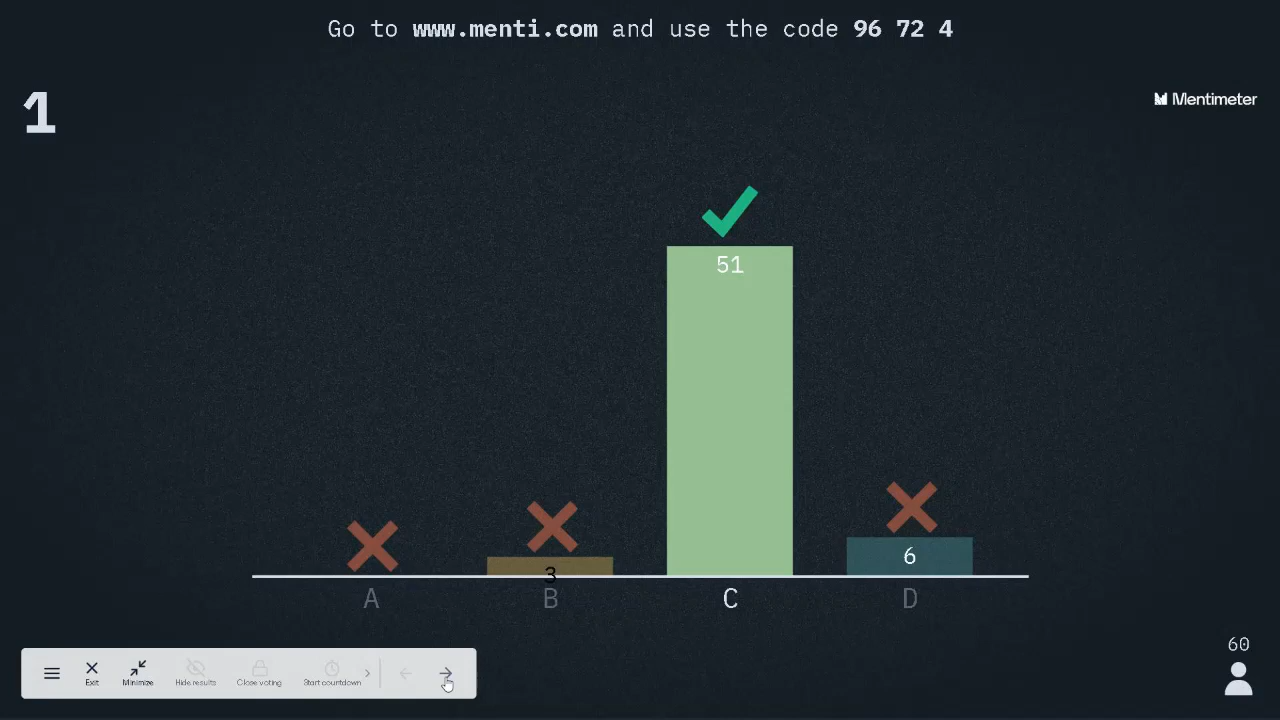 Go to www.menti.com and use the code 96 72 4
1
Mentimeter
51
3
6
A B C D
60
Exit Minimize Hide results Close voting Start countdown